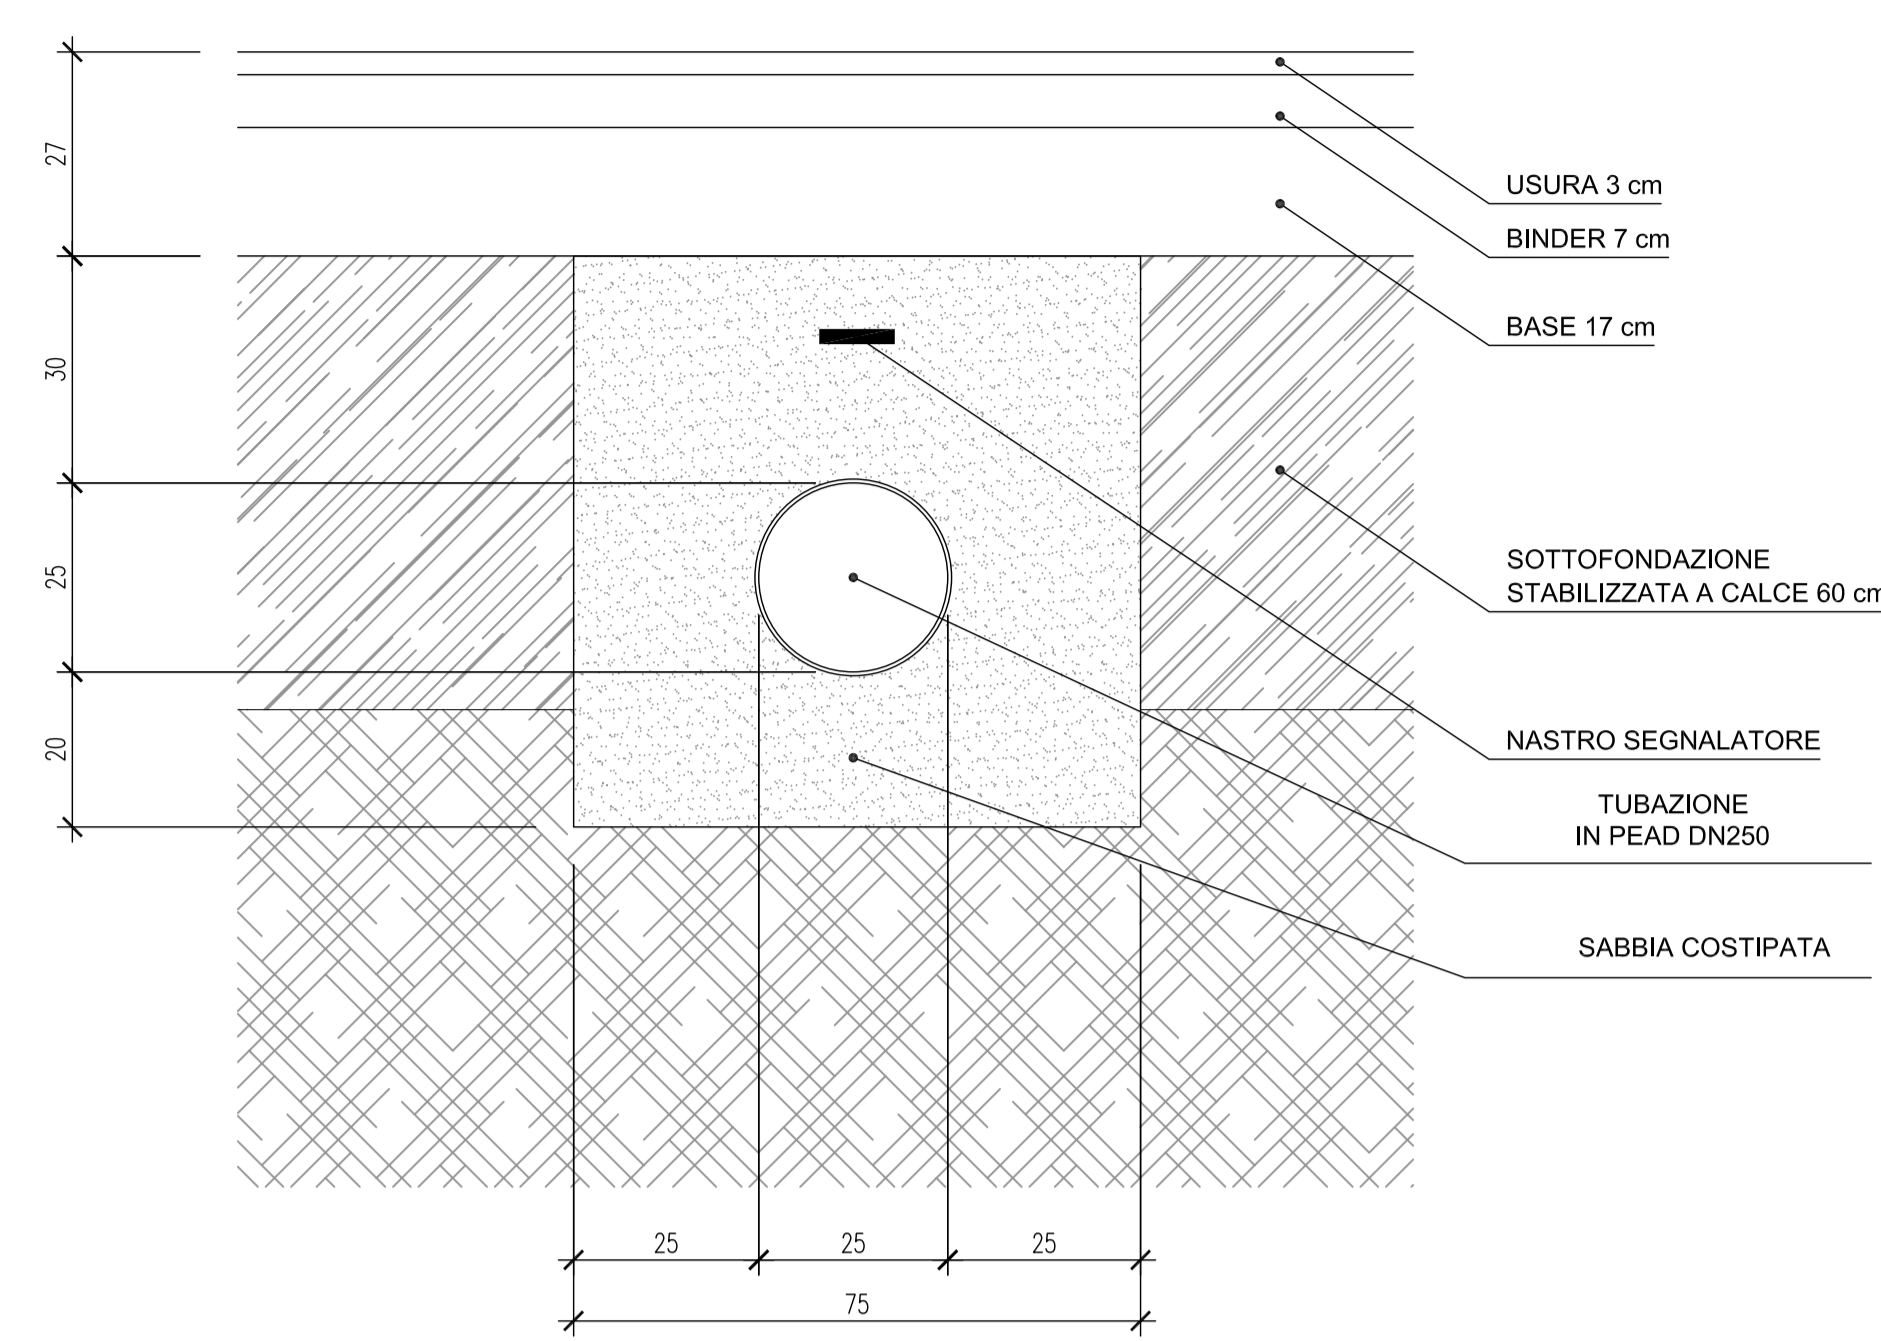 27
USURA 3 cm
BINDER 7 cm
BASE 17 cm
30
25
SOTTOFONDAZIONE
STABILIZZATA A CALCE 60 cm
20
NASTRO SEGNALATORE
TUBAZIONE
IN PEAD DN250
SABBIA COSTIPATA
25 25 25
75